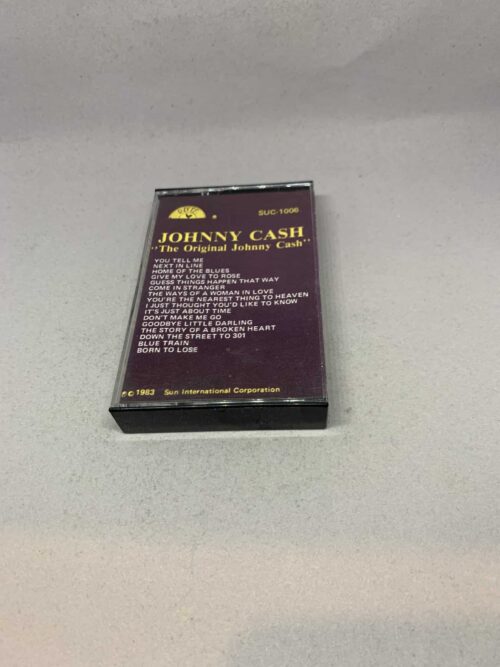 SUN
SUC-1006
JOHNNY CASH
"The Original Johnny Cash"
YOU TELL ME
NEXT IN LINE
HOME OF THE BLUES
GIVE MY LOVE TO ROSE
GUESS THINGS HAPPEN THAT WAY
COME IN STRANGER
THE WAYS OF A WOMAN IN LOVE
YOU'RE THE NEAREST THING TO HEAVEN
I JUST THOUGHT YOU'D LIKE TO KNOW
IT'S JUST ABOUT TIME
DON'T MAKE ME GO
GOODBYE LITTLE DARLING
THE STORY OF A BROKEN HEART
DOWN THE STREET TO 301
BLUE TRAIN
BORN TO LOSE
℗ © 1983 Sun International Corporation